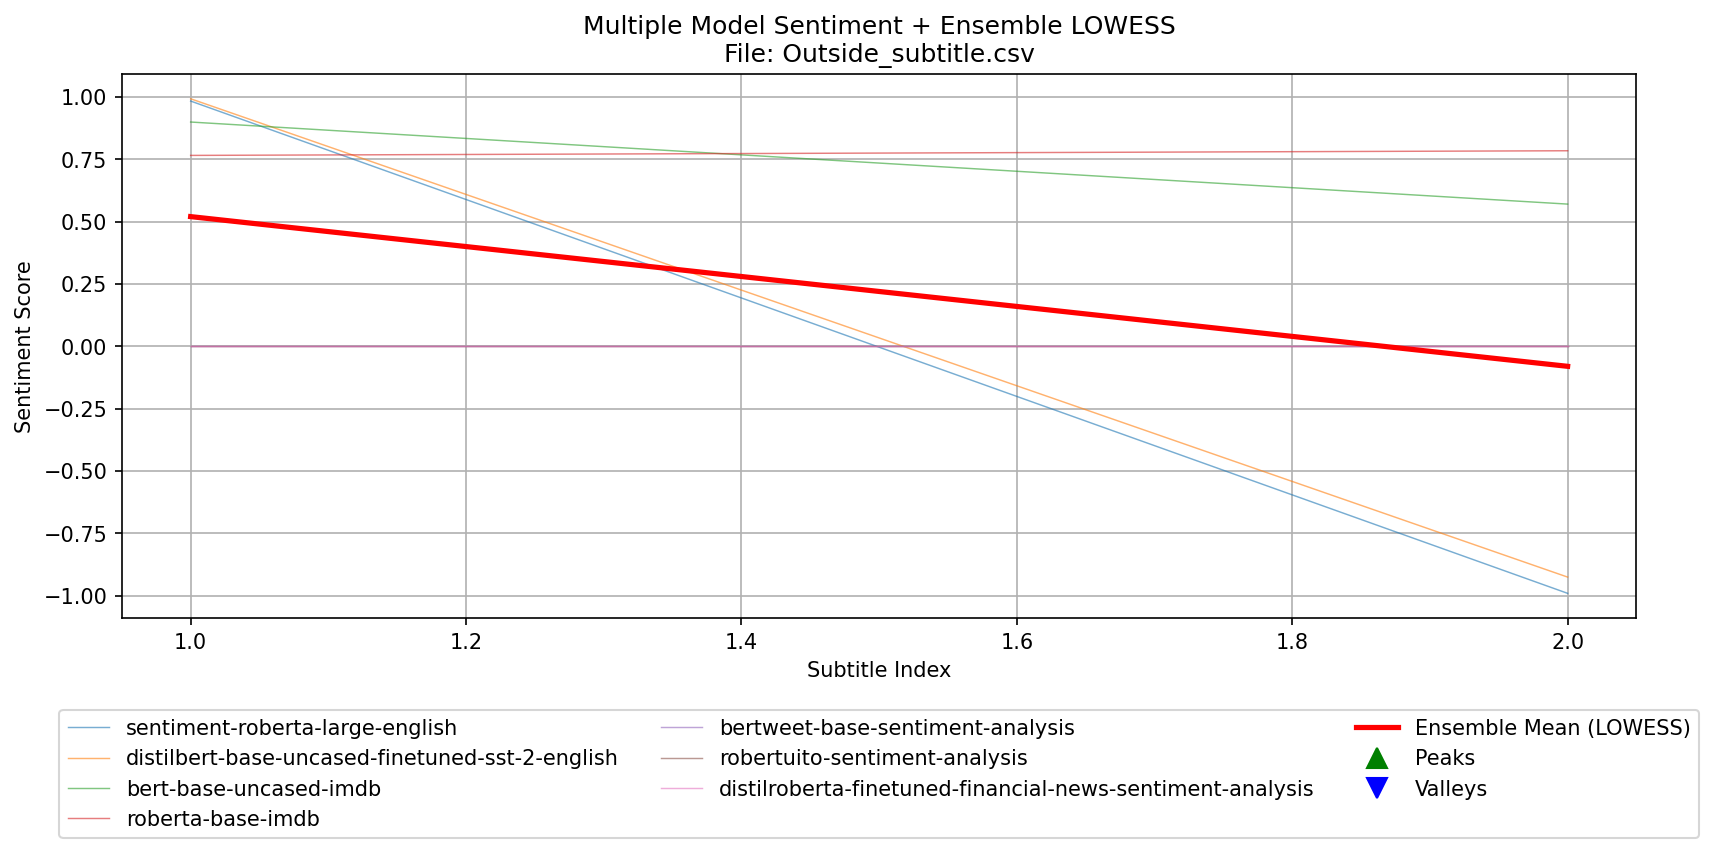 Multiple Model Sentiment + Ensemble LOWESS
File: Outside_subtitle.csv
Sentiment Score
1.00
0.75
0.50
0.25
0.00
−0.25
−0.50
−0.75
−1.00
1.0 1.2 1.4 1.6 1.8 2.0
Subtitle Index
sentiment-roberta-large-english
distilbert-base-uncased-finetuned-sst-2-english
bert-base-uncased-imdb
roberta-base-imdb
bertweet-base-sentiment-analysis
robertuito-sentiment-analysis
distilroberta-finetuned-financial-news-sentiment-analysis
Ensemble Mean (LOWESS)
Peaks
Valleys